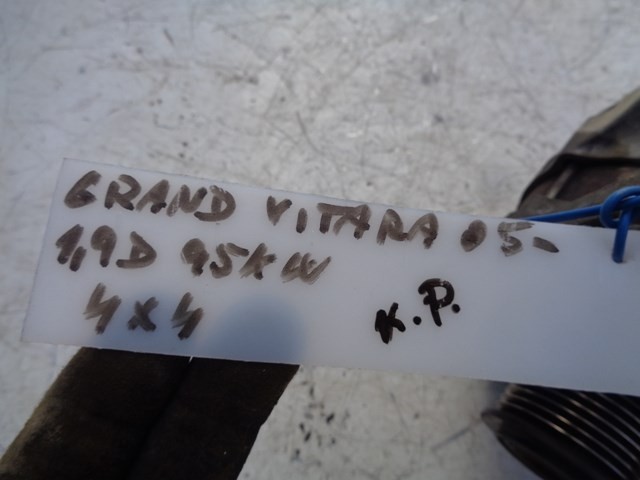 GRAND VITARA 05-
1,9D 95KW
4x4
K.P.